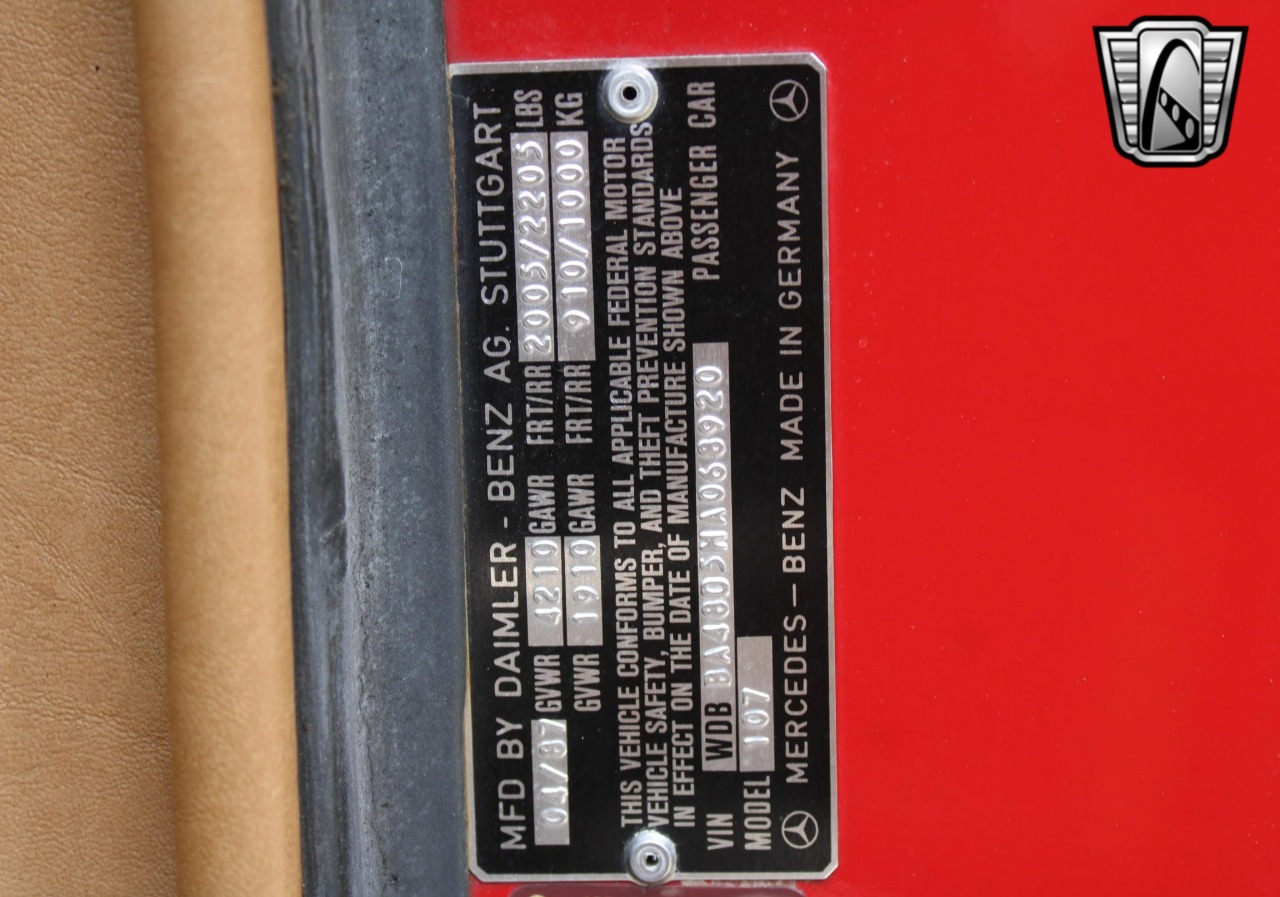 MFD BY DAIMLER - BENZ AG. STUTTGART
04/87 GVWR 4210 GAWR FRT/RR 2005/2205 LBS
GVWR 1910 GAWR FRT/RR 910/1000 KG
THIS VEHICLE CONFORMS TO ALL APPLICABLE FEDERAL MOTOR
VEHICLE SAFETY, BUMPER, AND THEFT PREVENTION STANDARDS
IN EFFECT ON THE DATE OF MANUFACTURE SHOWN ABOVE
VIN WDB BA48D5HA068920 PASSENGER CAR
MODEL 107
MERCEDES-BENZ MADE IN GERMANY